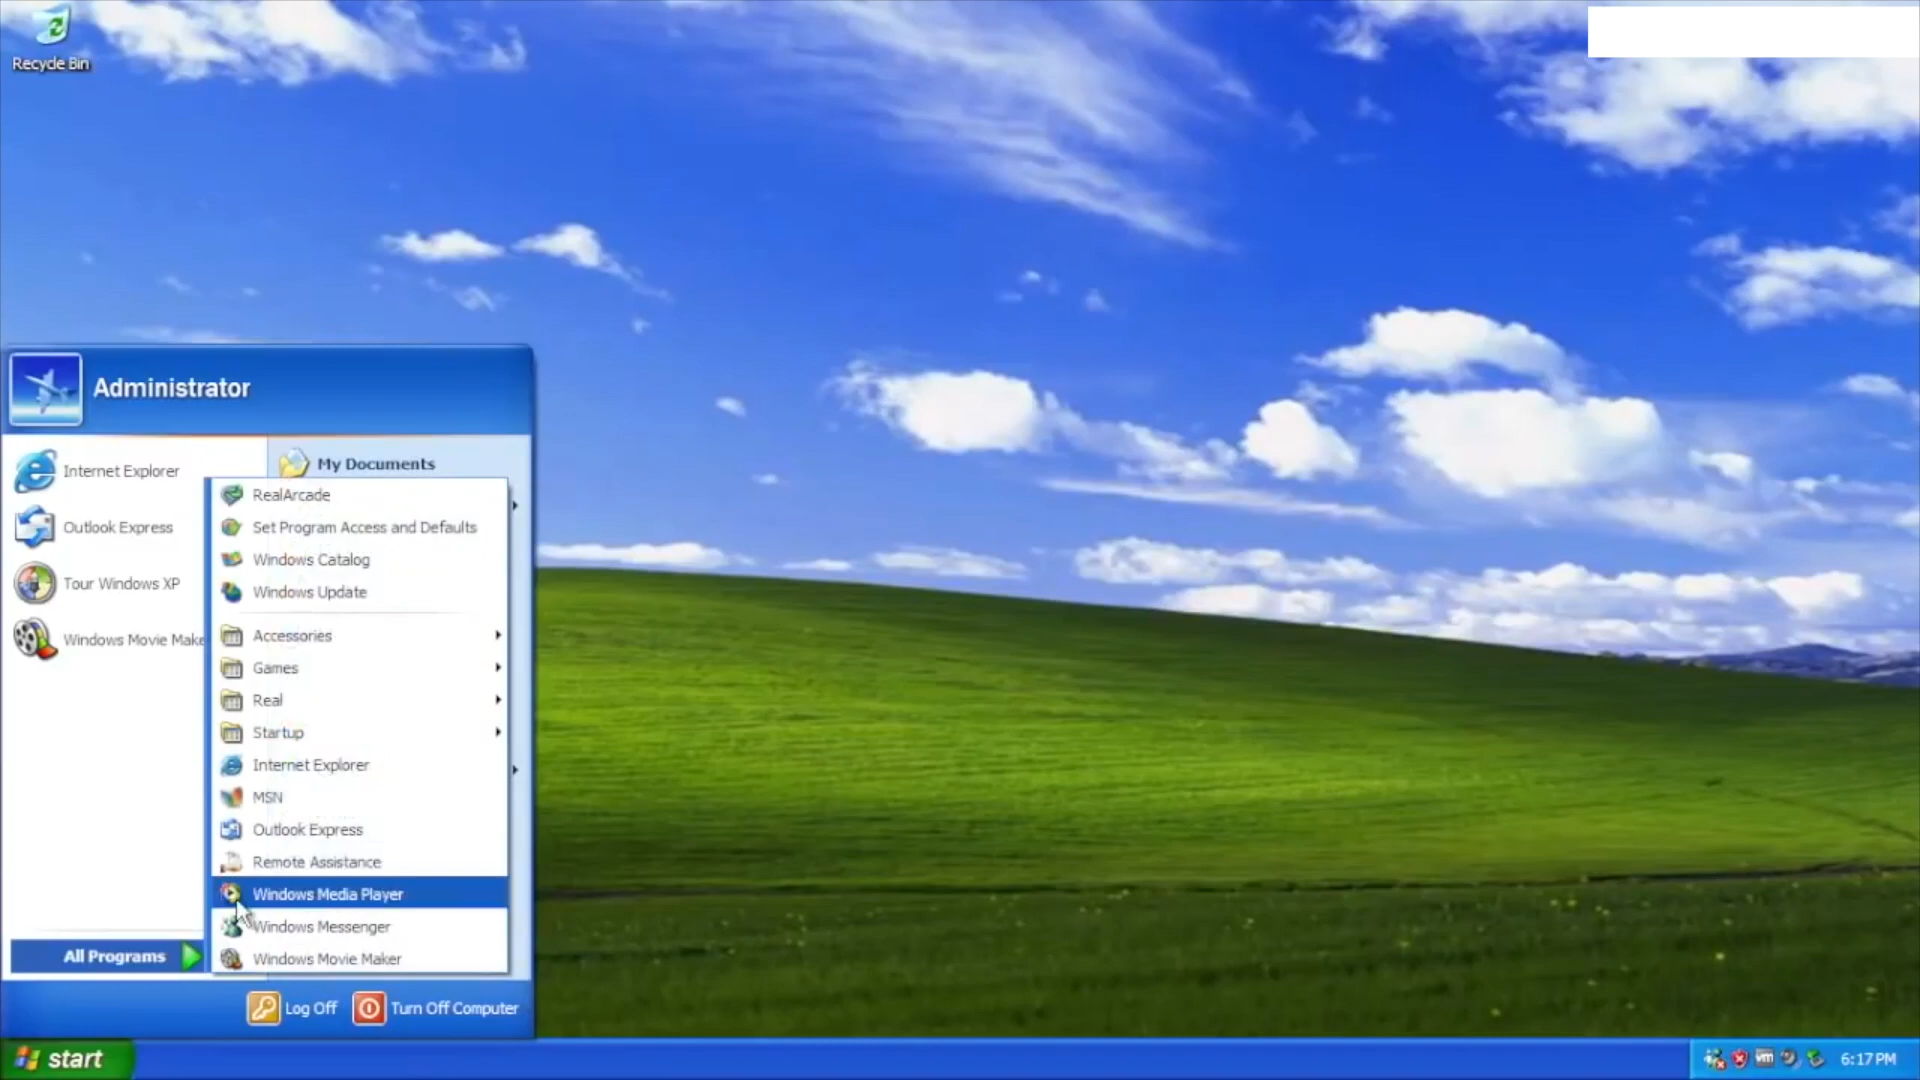 Recycle Bin
Administrator
Internet Explorer
Outlook Express
Tour Windows XP
Windows Movie Make
My Documents
RealArcade
Set Program Access and Defaults
Windows Catalog
Windows Update
Accessories
Games
Real
Startup
Internet Explorer
MSN
Outlook Express
Remote Assistance
Windows Media Player
Windows Messenger
Windows Movie Maker
All Programs
Log Off
Turn Off Computer
start
vm
6:17 PM